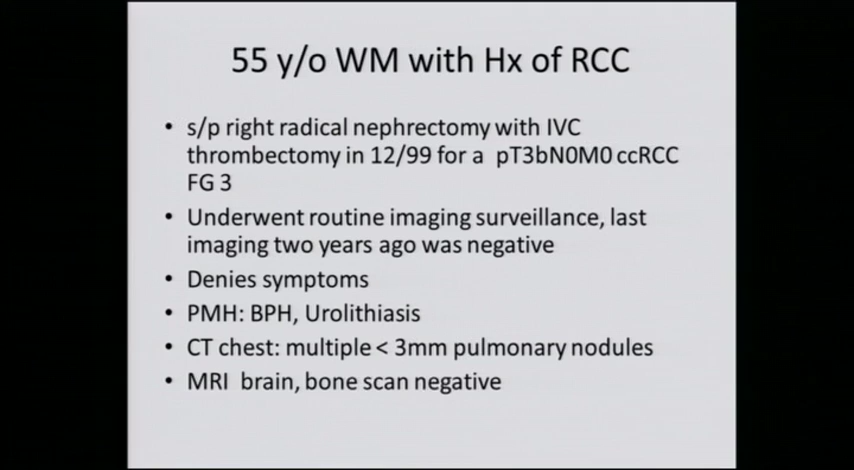 55 y/o WM with Hx of RCC
• s/p right radical nephrectomy with IVC
thrombectomy in 12/99 for a pT3bN0M0 ccRCC
FG 3
• Underwent routine imaging surveillance, last
imaging two years ago was negative
• Denies symptoms
• PMH: BPH, Urolithiasis
• CT chest: multiple < 3mm pulmonary nodules
• MRI brain, bone scan negative